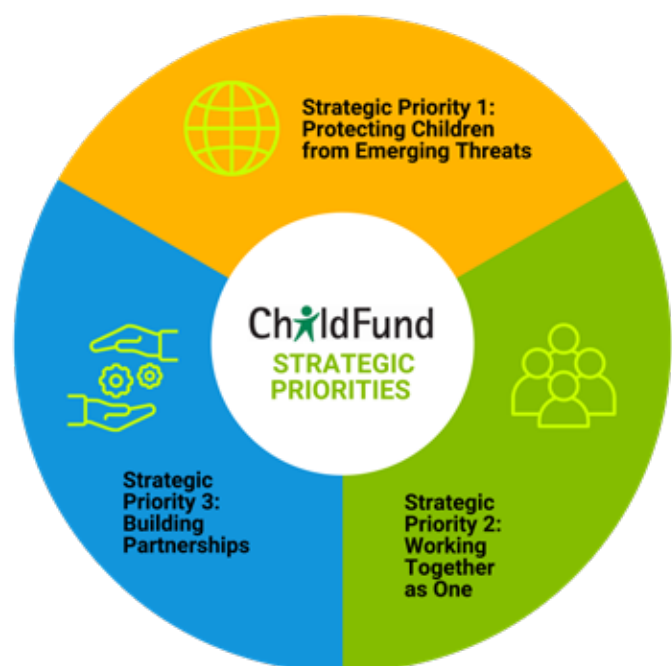 Strategic Priority 1:
Protecting Children
from Emerging Threats
ChildFund
STRATEGIC
PRIORITIES
Strategic
Priority 2:
Working
Together
as One
Strategic
Priority 3:
Building
Partnerships